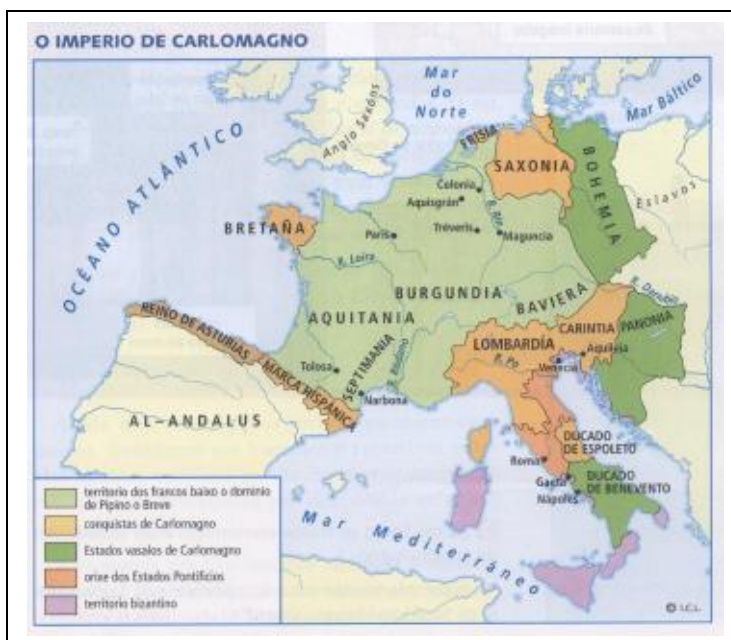 O IMPERIO DE CARLOMAGNO
Mar
do
Norte
Mar Báltico
OCÉANO ATLÁNTICO
Anglo Saxóns
FRISIA
SAXONIA
BOHEMIA
Eslavos
Colonia
Aquisgrán
R. Rin
BRETAÑA
París
Tréveris
Maguncia
R. Loira
BURGUNDIA
BAVIERA
R. Danubio
AQUITANIA
REINO DE ASTURIAS
LOMBARDÍA
CARINTIA
PANONIA
Aquileia
Venecia
R. Po
MARCA HISPÁNICA
Tolosa
SEPTIMANIA
R. Ródano
Narbona
AL-ANDALUS
DUCADO
DE ESPOLETO
Roma
Gaeta
DUCADO
DE BENEVENTO
Nápoles
Mar Mediterráneo
territorio dos francos baixo o dominio
de Pipino o Breve
conquistas de Carlomagno
Estados vasalos de Carlomagno
orixe dos Estados Pontificios
territorio bizantino
© I.C.L.